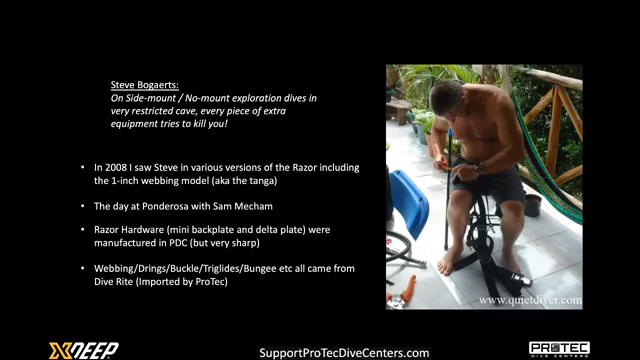 Steve Bogaerts:
On Side-mount / No-mount exploration dives in
very restricted cave, every piece of extra
equipment tries to kill you!
• In 2008 I saw Steve in various versions of the Razor including
the 1-inch webbing model (aka the tanga)
• The day at Ponderosa with Sam Mecham
• Razor Hardware (mini backplate and delta plate) were
manufactured in PDC (but very sharp)
• Webbing/Drings/Buckle/Triglides/Bungee etc all came from
Dive Rite (Imported by ProTec)
www.quietdiver.com
XDEEP
SupportProTecDiveCenters.com
PROTEC
DIVE CENTERS